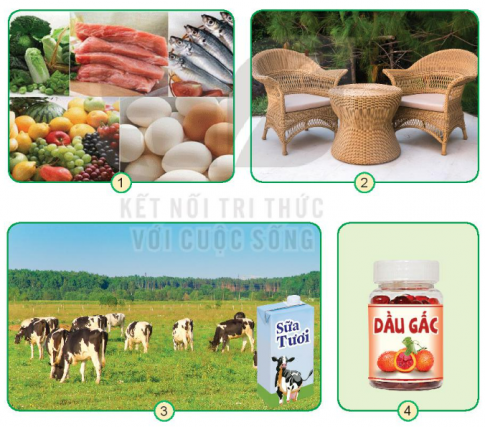 1
2
KẾT NỐI TRI THỨC
VỚI CUỘC SỐNG
Sữa
Tươi
3
DẦU GẤC
4